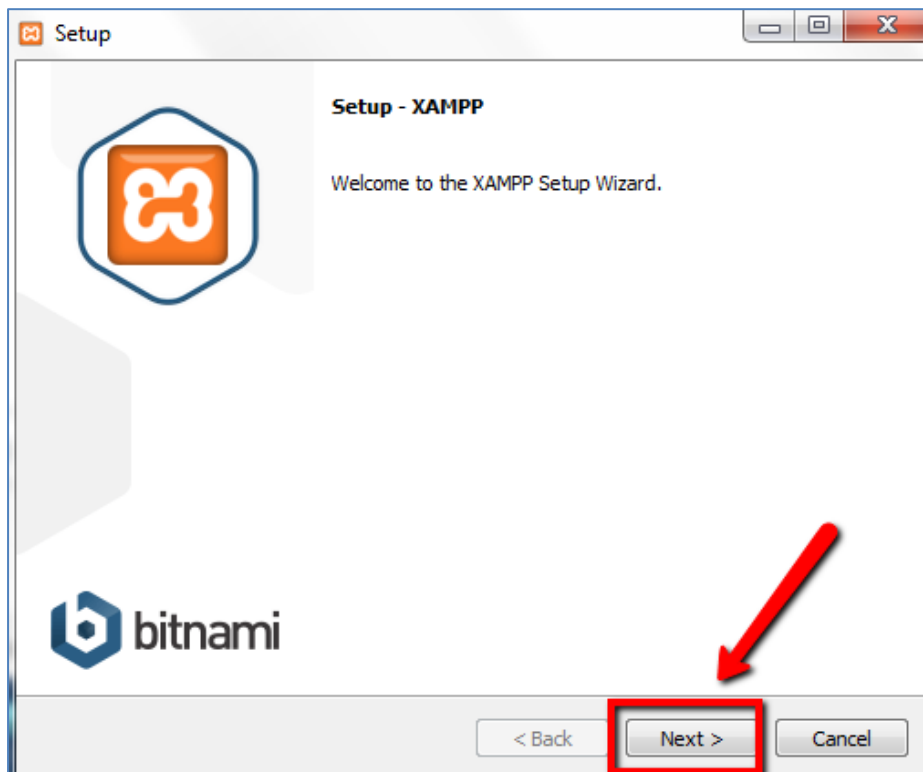 Setup
Setup - XAMPP
Welcome to the XAMPP Setup Wizard.
bitnami
< Back Next > Cancel